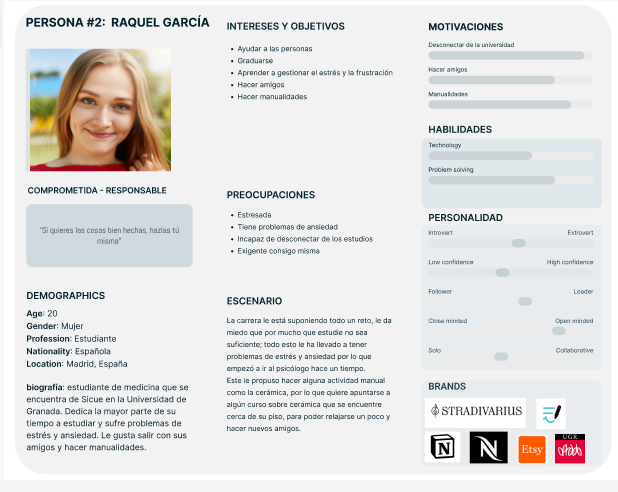 PERSONA #2: RAQUEL GARCÍA
COMPROMETIDA - RESPONSABLE
"Si quieres las cosas bien hechas, hazlas tú
misma"
DEMOGRAPHICS
Age: 20
Gender: Mujer
Profession: Estudiante
Nationality: Española
Location: Madrid, España
biografía: estudiante de medicina que se
encuentra de Sicue en la Universidad de
Granada. Dedica la mayor parte de su
tiempo a estudiar y sufre problemas de
estrés y ansiedad. Le gusta salir con sus
amigos y hacer manualidades.
INTERESES Y OBJETIVOS
• Ayudar a las personas
• Graduarse
• Aprender a gestionar el estrés y la frustración
• Hacer amigos
• Hacer manualidades
PREOCUPACIONES
• Estresada
• Tiene problemas de ansiedad
• Incapaz de desconectar de los estudios
• Exigente consigo misma
ESCENARIO
La carrera le está suponiendo todo un reto, le da
miedo que por mucho que estudie no sea
suficiente; todo esto le ha llevado a tener
problemas de estrés y ansiedad por lo que
empezó a ir al psicólogo hace un tiempo.
Este le propuso hacer alguna actividad manual
como la cerámica, por lo que quiere apuntarse a
algún curso sobre cerámica que se encuentre
cerca de su piso, para poder relajarse un poco y
hacer nuevos amigos.
MOTIVACIONES
Desconectar de la universidad
Hacer amigos
Manualidades
HABILIDADES
Technology
Problem solving
PERSONALIDAD
Introvert Extrovert
Low confidence High confidence
Follower Leader
Close minded Open minded
Solo Collaborative
BRANDS
STRADIVARIUS
N N Etsy UGR